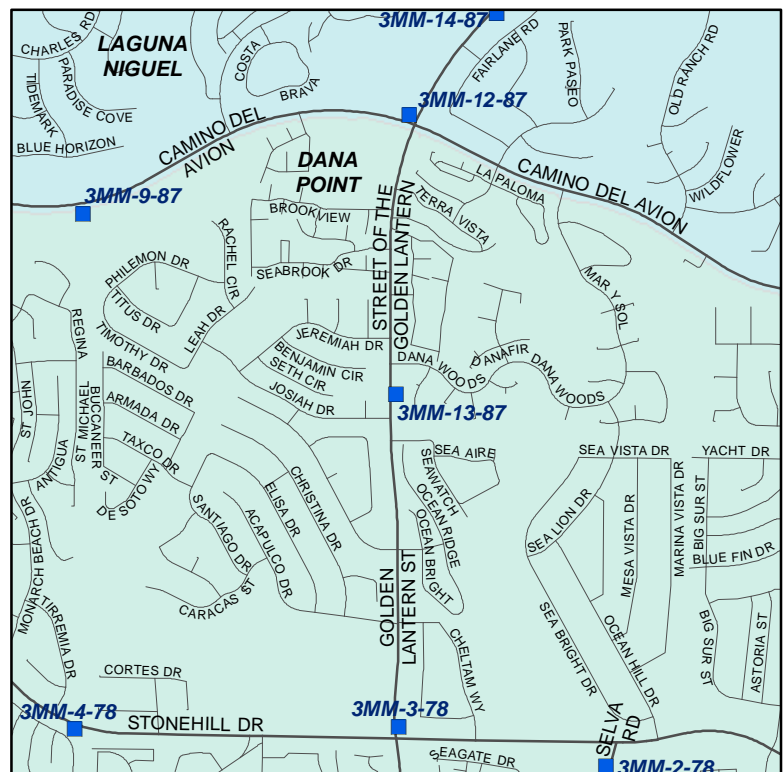 3MM-14-87
LAGUNA
NIGUEL
CHARLES RD
TIDEMARK
PARADISE COVE
BLUE HORIZON
COSTA
BRAVA
FAIRLANE RD
PARK PASEO
OLD RANCH RD
WILDFLOWER
3MM-12-87
CAMINO DEL
AVION
DANA
POINT
LA PALOMA
CAMINO DEL AVION
3MM-9-87
BROOKVIEW
TERRA VISTA
STREET OF THE
GOLDEN LANTERN
RACHEL CIR
SEABROOK DR
PHILEMON DR
TITUS DR
LEAH DR
MAR Y SOL
REGINA
TIMOTHY DR
JEREMIAH DR
BENJAMIN CIR
SETH CIR
JOSIAH DR
DANA WOODS
DANAFIR
DANA WOODS
BARBADOS DR
ARMADA DR
TAXCO DR
3MM-13-87
ST JOHN
ANTIGUA
ST MICHAEL
BUCCANEER ST
DE SOTO WY
SEA AIRE
SEAWATCH
OCEAN RIDGE
OCEAN BRIGHT
SEA VISTA DR
YACHT DR
SEA LION DR
MESA VISTA DR
MARINA VISTA DR
BIG SUR ST
BLUE FIN DR
CHRISTINA DR
ELISA DR
ACAPULCO DR
SANTIAGO DR
CARACAS ST
MONARCH BEACH DR
TIRREMIA DR
GOLDEN
LANTERN ST
CHELTAM WY
SEA BRIGHT DR
OCEAN HILL DR
BIG SUR ST
ASTORIA ST
CORTES DR
3MM-4-78
STONEHILL DR
3MM-3-78
SELVA
RD
SEAGATE DR
3MM-2-78